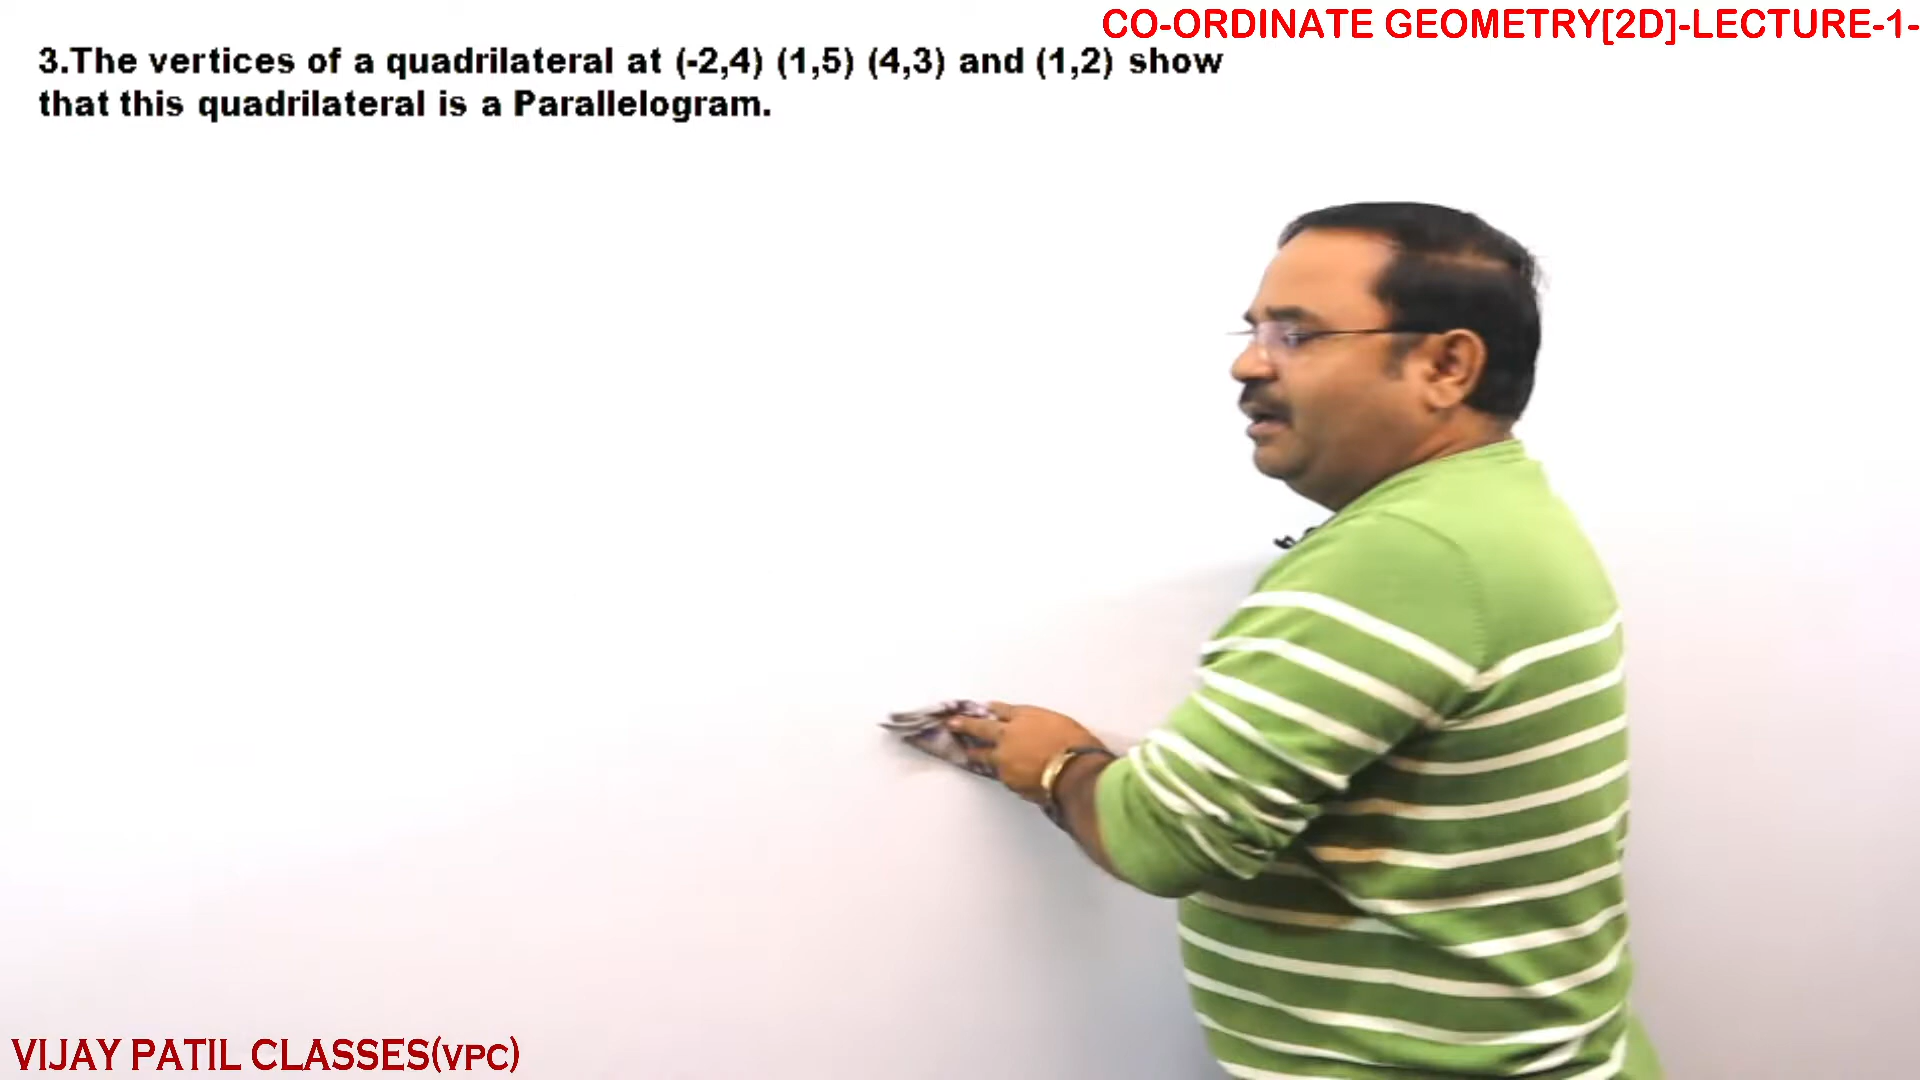 CO-ORDINATE GEOMETRY[2D]-LECTURE-1-
3.The vertices of a quadrilateral at (-2,4) (1,5) (4,3) and (1,2) show
that this quadrilateral is a Parallelogram.
VIJAY PATIL CLASSES(VPC)